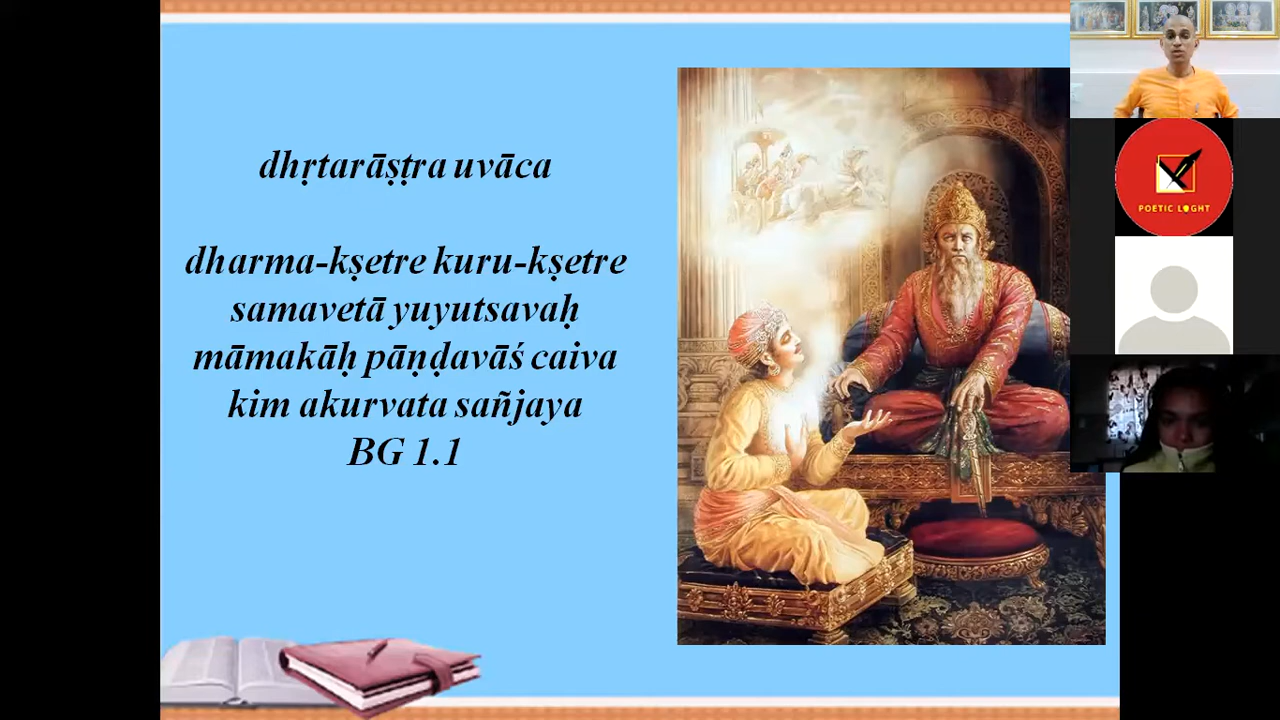 dhṛtarāṣṭra uvāca
dharma-kṣetre kuru-kṣetre
samavetā yuyutsavaḥ
māmakāḥ pāṇḍavāś caiva
kim akurvata sañjaya
BG 1.1
POETIC LIGHT